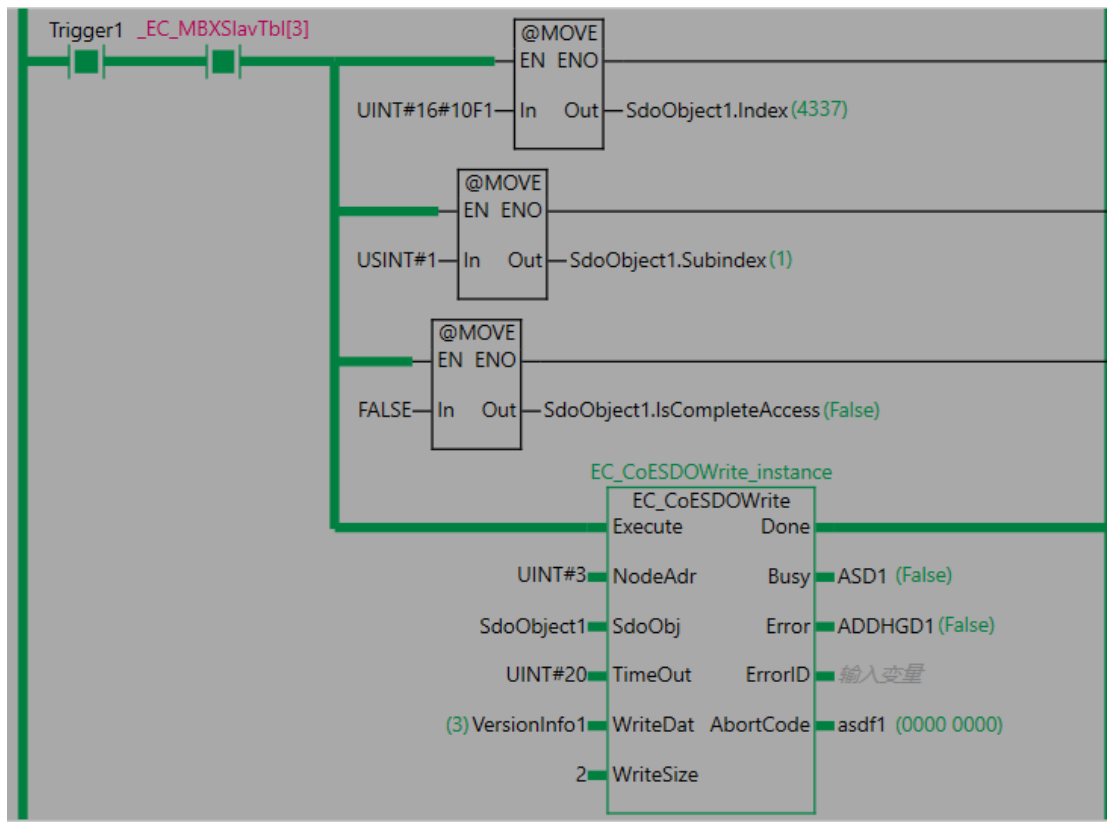 Trigger1 _EC_MBXSlavTbl[3]
@MOVE
EN ENO
UINT#16#10F1 In Out SdoObject1.Index (4337)
@MOVE
EN ENO
USINT#1 In Out SdoObject1.Subindex (1)
@MOVE
EN ENO
FALSE In Out SdoObject1.IsCompleteAccess (False)
EC_CoESDOWrite_instance
EC_CoESDOWrite
Execute Done
UINT#3 NodeAdr Busy ASD1 (False)
SdoObject1 SdoObj Error ADDHGD1 (False)
UINT#20 TimeOut ErrorID 输入变量
(3) VersionInfo1 WriteDat AbortCode asdf1 (0000 0000)
2 WriteSize